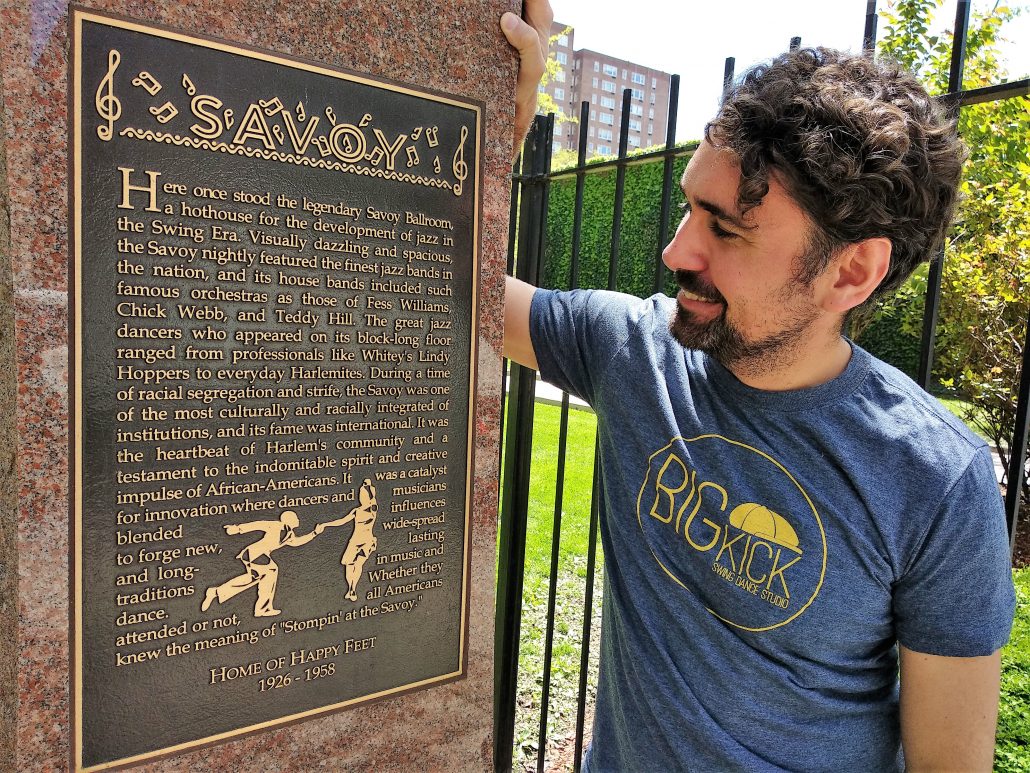 SAVOY
Here once stood the legendary Savoy Ballroom,
a hothouse for the development of jazz in
the Swing Era. Visually dazzling and spacious,
the Savoy nightly featured the finest jazz bands in
the nation, and its house bands included such
famous orchestras as those of Fess Williams,
Chick Webb, and Teddy Hill. The great jazz
dancers who appeared on its block-long floor
ranged from professionals like Whitey's Lindy
Hoppers to everyday Harlemites. During a time
of racial segregation and strife, the Savoy was one
of the most culturally and racially integrated of
institutions, and its fame was international. It was
the heartbeat of Harlem's community and a
testament to the indomitable spirit and creative
impulse of African-Americans. It was a catalyst
for innovation where dancers and musicians
blended influences
to forge new, wide-spread
and long- lasting
traditions in music and
dance. Whether they
attended or not, all Americans
knew the meaning of "Stompin' at the Savoy."
HOME OF HAPPY FEET
1926 - 1958
BIG
KICK
SWING DANCE STUDIO